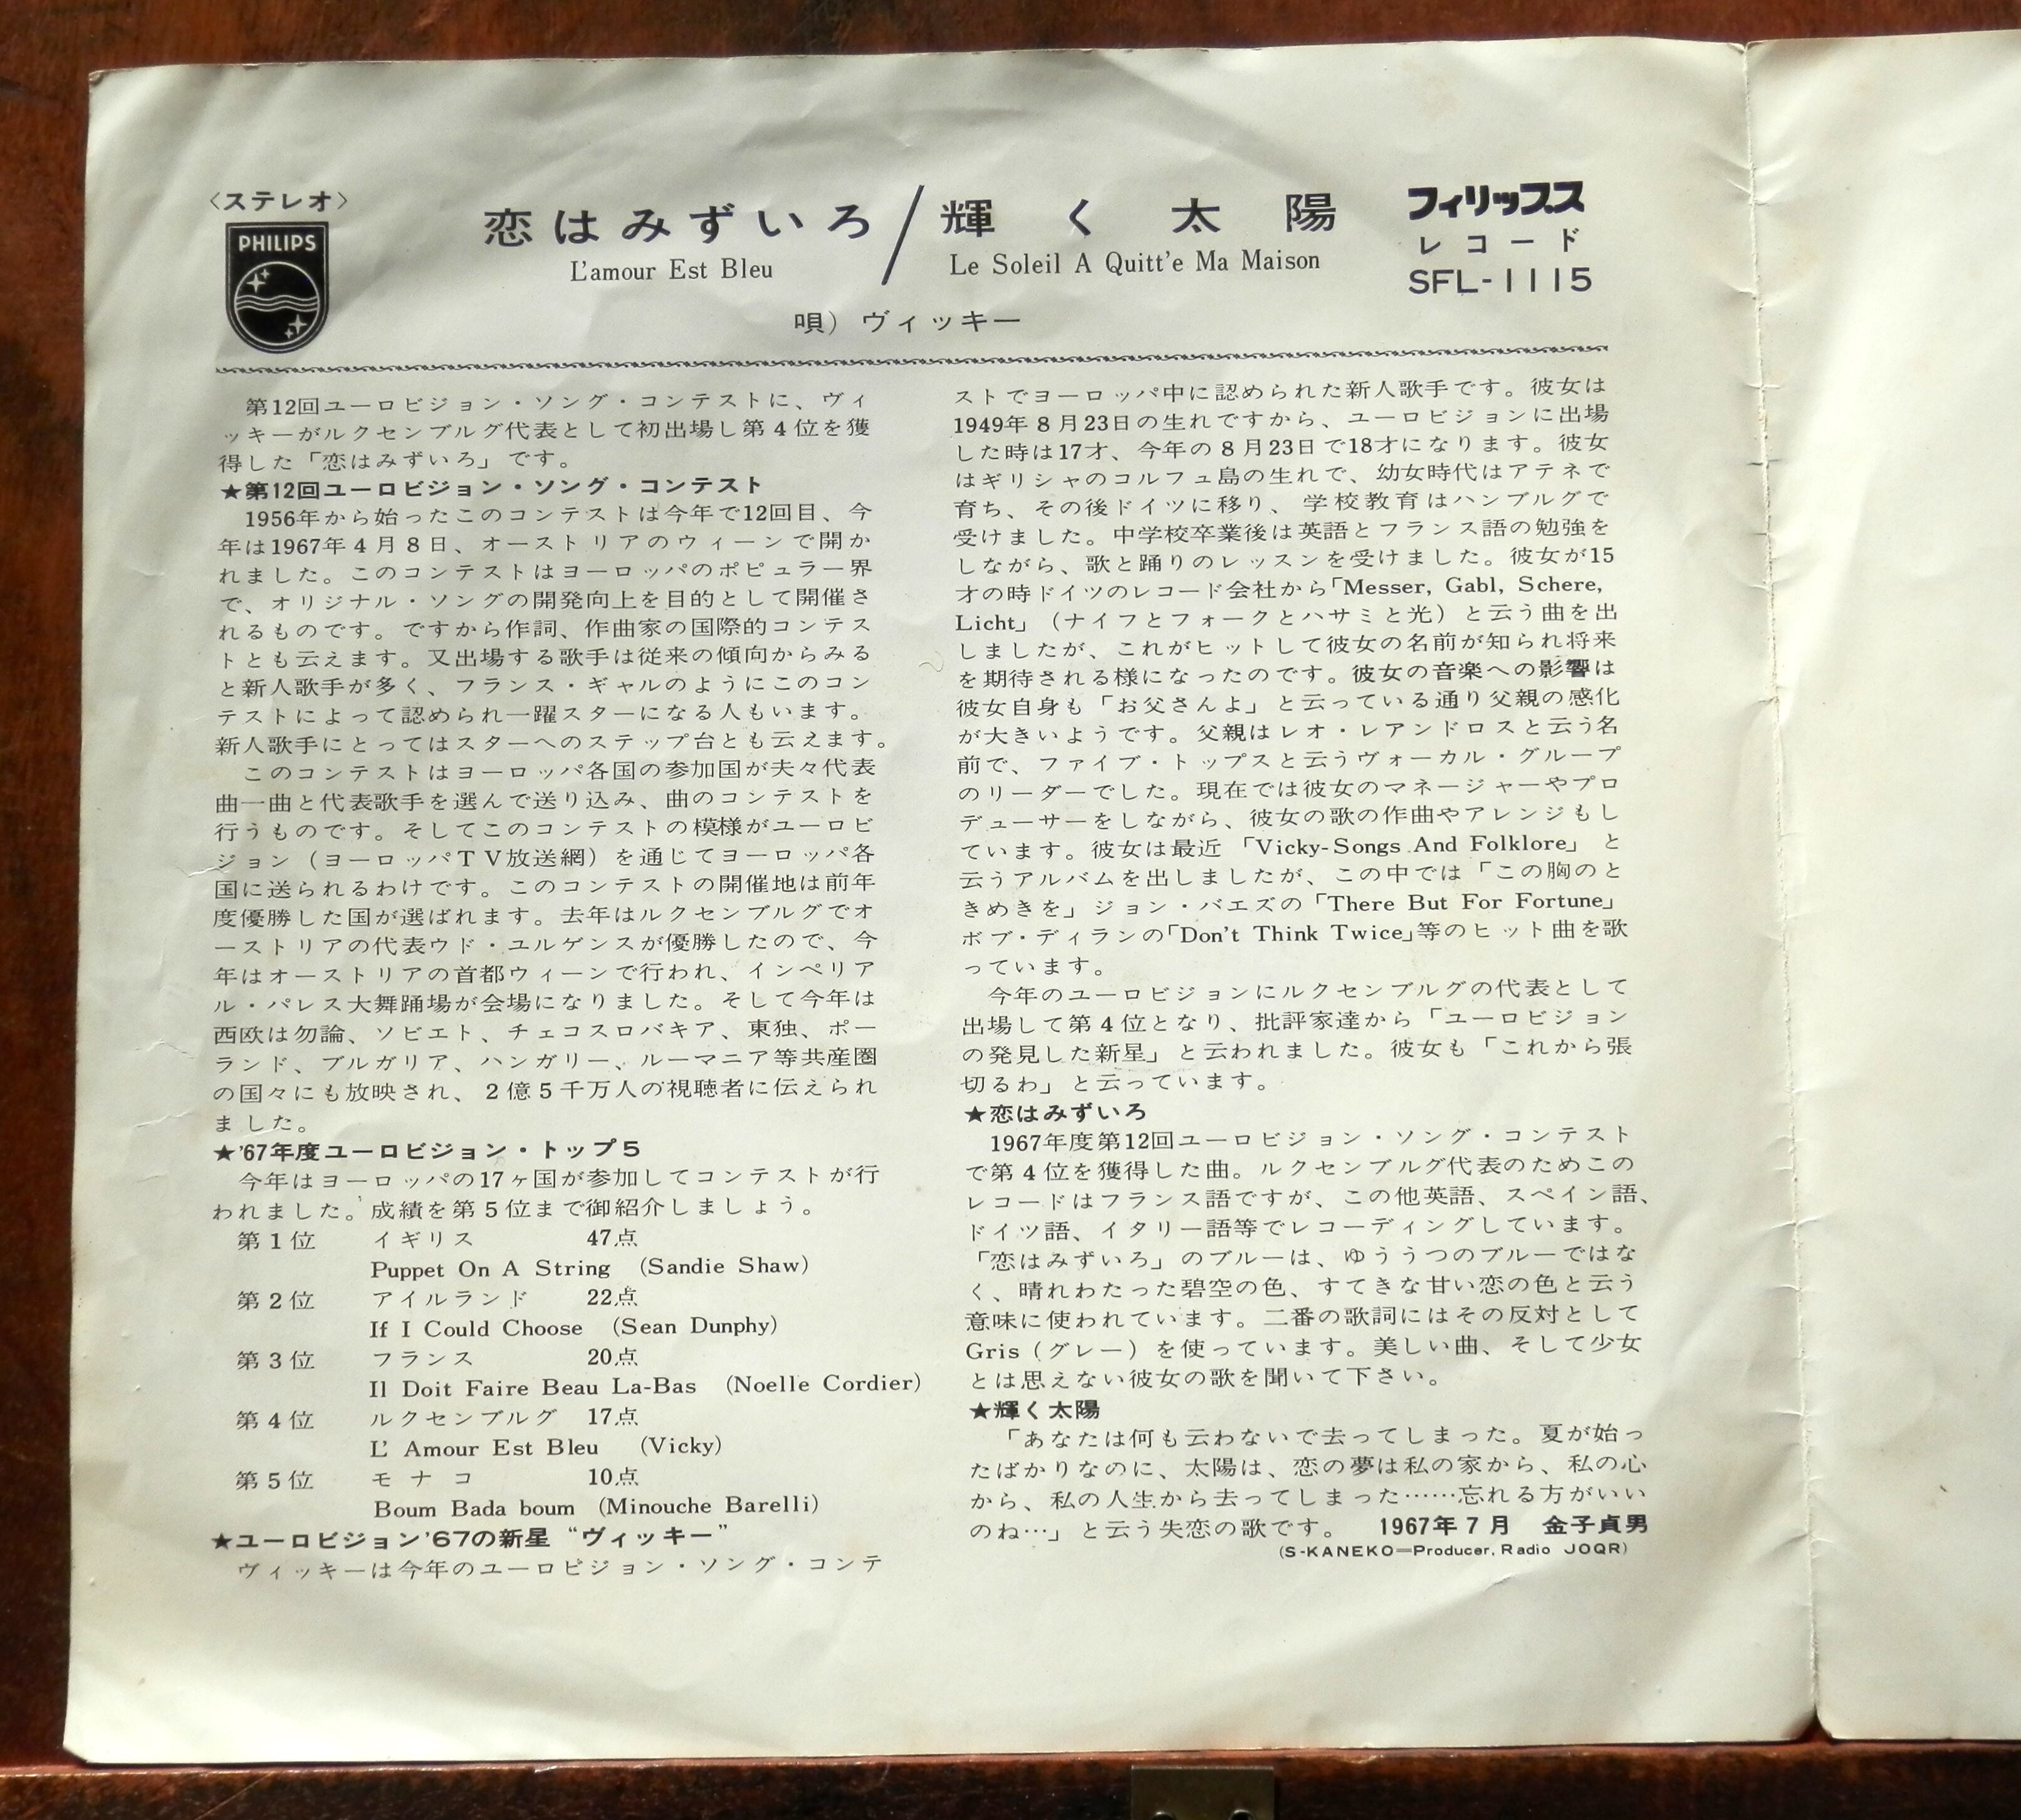 〈ステレオ〉
PHILIPS
恋はみずいろ／輝く太陽
L'amour Est Bleu
Le Soleil A Quitt'e Ma Maison
フィリップス
レコード
SFL-1115
唄）ヴィッキー
第12回ユーロビジョン・ソング・コンテストに、ヴィ
ッキーがルクセンブルグ代表として初出場し第4位を獲
得した「恋はみずいろ」です。
★第12回ユーロビジョン・ソング・コンテスト
1956年から始ったこのコンテストは今年で12回目、今
年は1967年4月8日、オーストリアのウィーンで開か
れました。このコンテストはヨーロッパのポピュラー界
で、オリジナル・ソングの開発向上を目的として開催さ
れるものです。ですから作詞、作曲家の国際的コンテス
トとも云えます。又出場する歌手は従来の傾向からみる
と新人歌手が多く、フランス・ギャルのようにこのコン
テストによって認められ一躍スターになる人もいます。
新人歌手にとってはスターへのステップ台とも云えます。
このコンテストはヨーロッパ各国の参加国が夫々代表
曲一曲と代表歌手を選んで送り込み、曲のコンテストを
行うものです。そしてこのコンテストの模様がユーロビ
ジョン（ヨーロッパTV放送網）を通じてヨーロッパ各
国に送られるわけです。このコンテストの開催地は前年
度優勝した国が選ばれます。去年はルクセンブルグでオ
ーストリアの代表ウド・ユルゲンスが優勝したので、今
年はオーストリアの首都ウィーンで行われ、インペリア
ル・パレス大舞踊場が会場になりました。そして今年は
西欧は勿論、ソビエト、チェコスロバキア、東独、ポー
ランド、ブルガリア、ハンガリー、ルーマニア等共産圏
の国々にも放映され、2億5千万人の視聴者に伝えられ
ました。
★'67年度ユーロビジョン・トップ5
今年はヨーロッパの17ヶ国が参加してコンテストが行
われました。成績を第5位まで御紹介しましょう。
第1位 イギリス 47点
Puppet On A String (Sandie Shaw)
第2位 アイルランド 22点
If I Could Choose (Sean Dunphy)
第3位 フランス 20点
Il Doit Faire Beau La-Bas (Noelle Cordier)
第4位 ルクセンブルグ 17点
L' Amour Est Bleu (Vicky)
第5位 モナコ 10点
Boum Bada boum (Minouche Barelli)
★ユーロビジョン'67の新星“ヴィッキー”
ヴィッキーは今年のユーロビジョン・ソング・コンテ
ストでヨーロッパ中に認められた新人歌手です。彼女は
1949年8月23日の生れですから、ユーロビジョンに出場
した時は17才、今年の8月23日で18才になります。彼女
はギリシャのコルフュ島の生れで、幼女時代はアテネで
育ち、その後ドイツに移り、学校教育はハンブルグで
受けました。中学校卒業後は英語とフランス語の勉強を
しながら、歌と踊りのレッスンを受けました。彼女が15
才の時ドイツのレコード会社から「Messer, Gabl, Schere,
Licht」（ナイフとフォークとハサミと光）と云う曲を出
しましたが、これがヒットして彼女の名前が知られ将来
を期待される様になったのです。彼女の音楽への影響は
彼女自身も「お父さんよ」と云っている通り父親の感化
が大きいようです。父親はレオ・レアンドロスと云う名
前で、ファイブ・トップスと云うヴォーカル・グループ
のリーダーでした。現在では彼女のマネージャーやプロ
デューサーをしながら、彼女の歌の作曲やアレンジもし
ています。彼女は最近「Vicky-Songs And Folklore」と
云うアルバムを出しましたが、この中では「この胸のと
きめきを」ジョン・バエズの「There But For Fortune」
ボブ・ディランの「Don't Think Twice」等のヒット曲を歌
っています。
今年のユーロビジョンにルクセンブルグの代表として
出場して第4位となり、批評家達から「ユーロビジョン
の発見した新星」と云われました。彼女も「これから張
切るわ」と云っています。
★恋はみずいろ
1967年度第12回ユーロビジョン・ソング・コンテスト
で第4位を獲得した曲。ルクセンブルグ代表のためこの
レコードはフランス語ですが、この他英語、スペイン語、
ドイツ語、イタリー語等でレコーディングしています。
「恋はみずいろ」のブルーは、ゆううつのブルーではな
く、晴れわたった碧空の色、すてきな甘い恋の色と云う
意味に使われています。二番の歌詞にはその反対として
Gris（グレー）を使っています。美しい曲、そして少女
とは思えない彼女の歌を聞いて下さい。
★輝く太陽
「あなたは何も云わないで去ってしまった。夏が始っ
たばかりなのに、太陽は、恋の夢は私の家から、私の心
から、私の人生から去ってしまった……忘れる方がいい
のね…」と云う失恋の歌です。 1967年7月 金子貞男
(S-KANEKO=Producer, Radio JOQR)